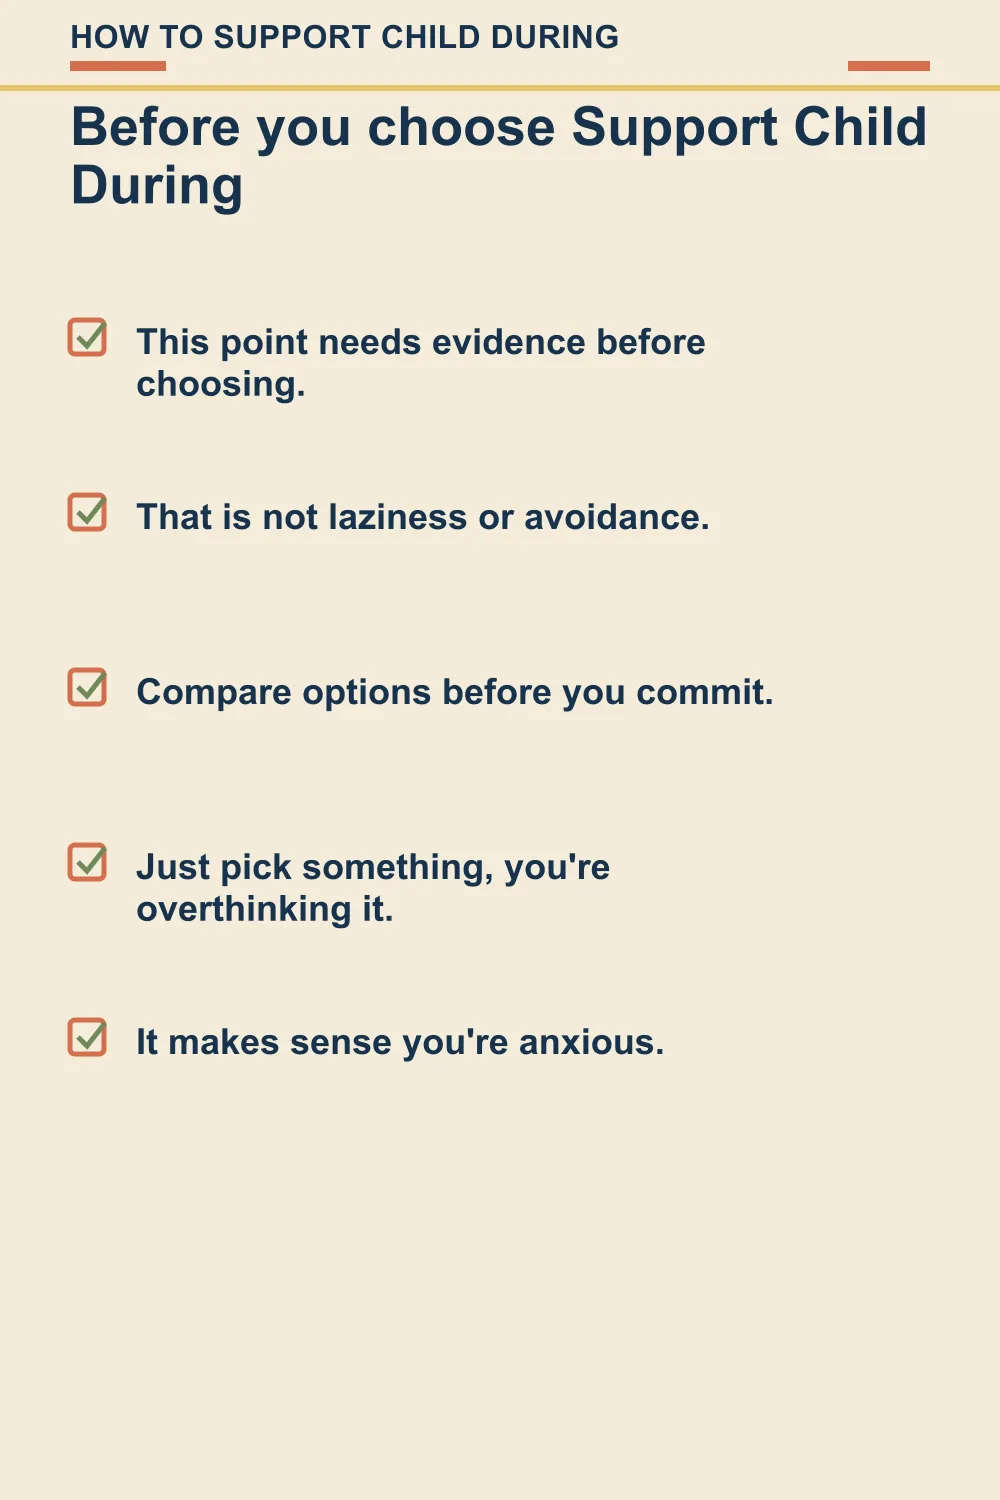 HOW TO SUPPORT CHILD DURING
Before you choose Support Child
During
This point needs evidence before
choosing.
That is not laziness or avoidance.
Compare options before you commit.
Just pick something, you're
overthinking it.
It makes sense you're anxious.